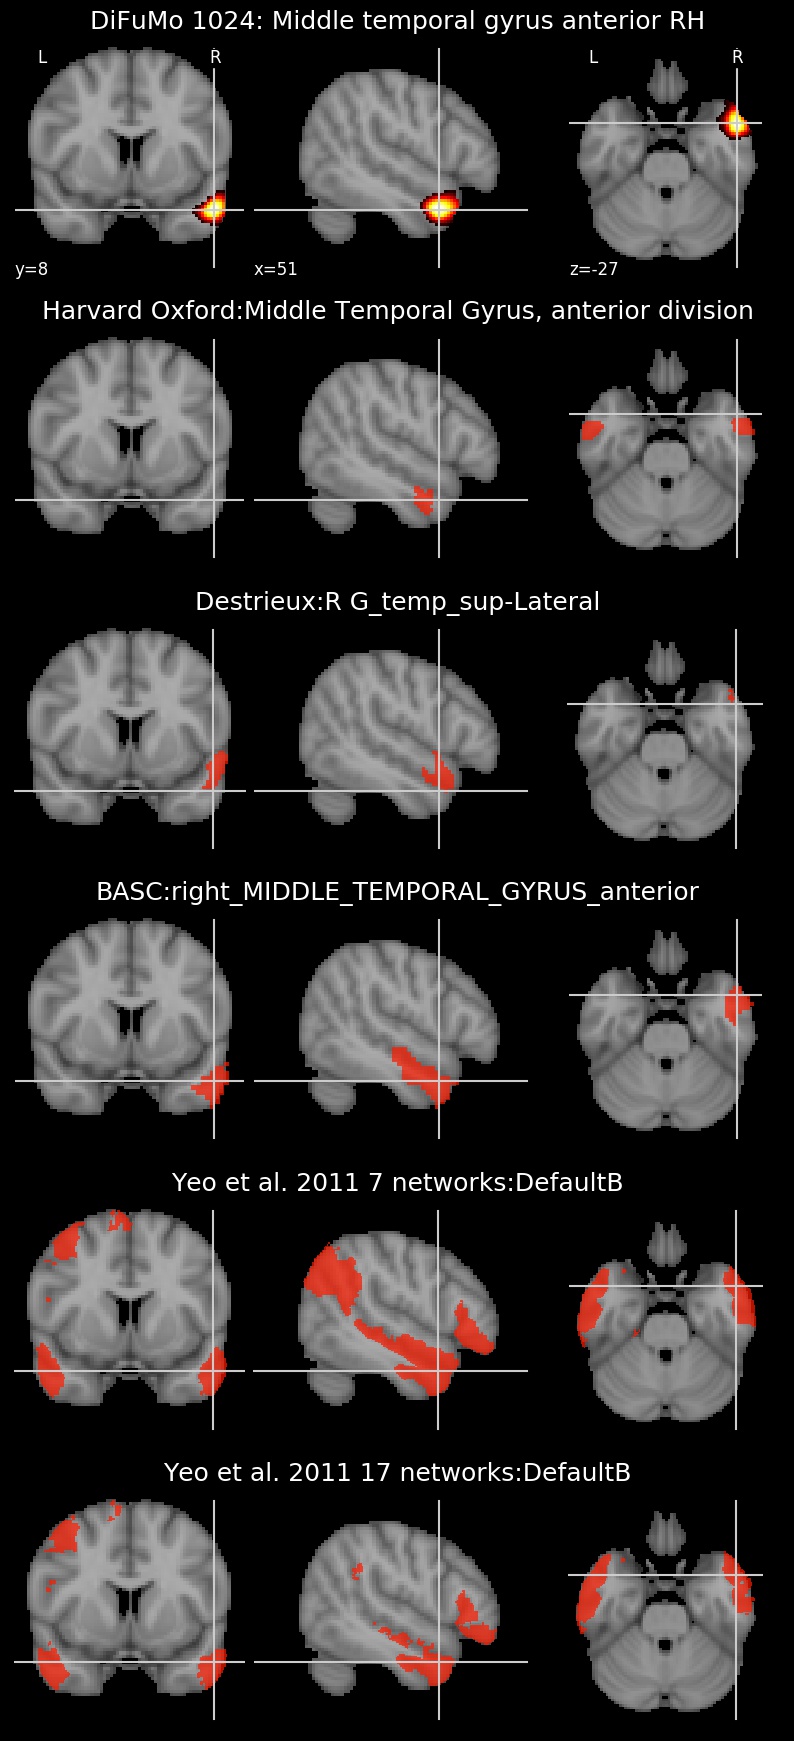 DiFuMo 1024: Middle temporal gyrus anterior RH
L R L R
y=8 x=51 z=-27
Harvard Oxford:Middle Temporal Gyrus, anterior division
Destrieux:R G_temp_sup-Lateral
BASC:right_MIDDLE_TEMPORAL_GYRUS_anterior
Yeo et al. 2011 7 networks:DefaultB
Yeo et al. 2011 17 networks:DefaultB